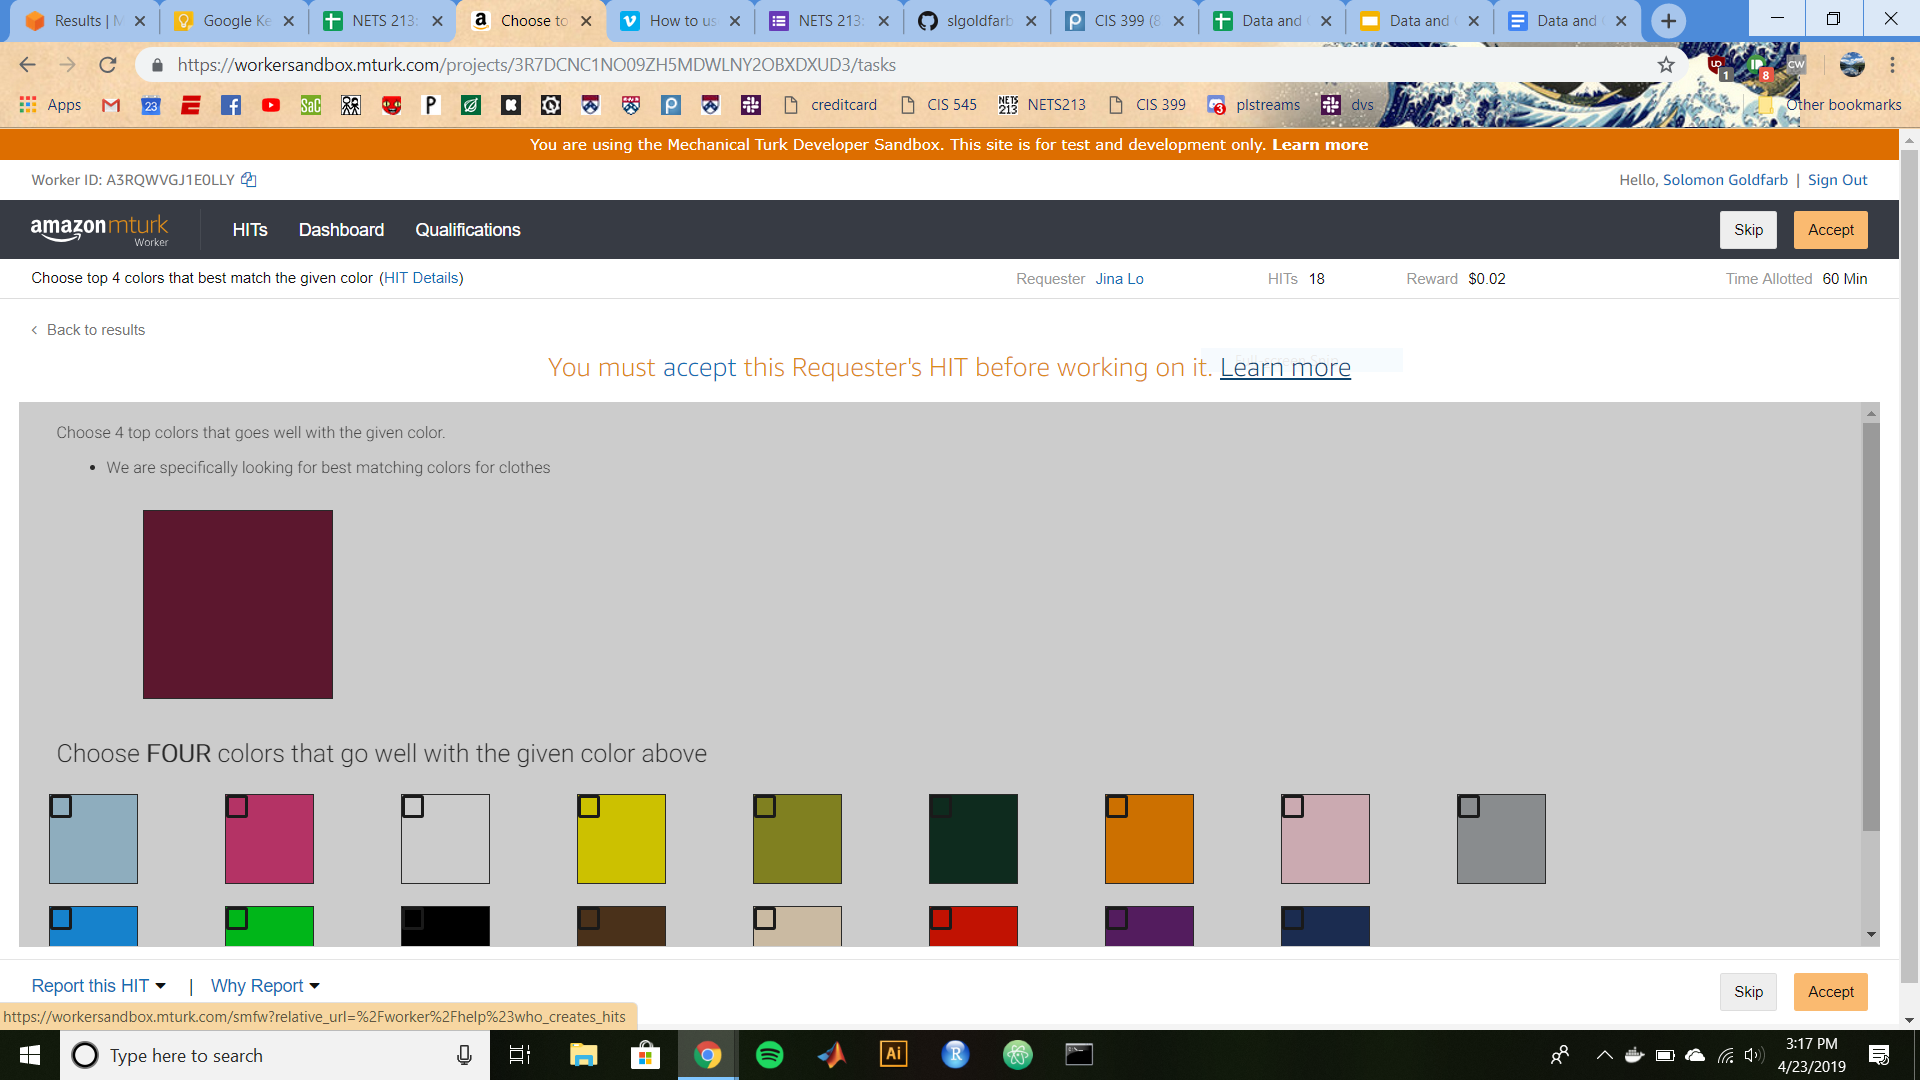 Results | M
Google Ke
NETS 213:
Choose to
How to us
NETS 213:
slgoldfarb
CIS 399 (8
Data and
Data and
Data and
https://workersandbox.mturk.com/projects/3R7DCNC1NO09ZH5MDWLNY2OBXDXUD3/tasks
Apps
creditcard
CIS 545
NETS213
CIS 399
plstreams
dvs
Other bookmarks
You are using the Mechanical Turk Developer Sandbox. This site is for test and development only. Learn more
Worker ID: A3RQWVGJ1E0LLY
Hello, Solomon Goldfarb | Sign Out
amazonmturk
Worker
HITs
Dashboard
Qualifications
Skip
Accept
Choose top 4 colors that best match the given color (HIT Details)
Requester Jina Lo
HITs 18
Reward $0.02
Time Allotted 60 Min
Back to results
You must accept this Requester's HIT before working on it. Learn more
Choose 4 top colors that goes well with the given color.
• We are specifically looking for best matching colors for clothes
Choose FOUR colors that go well with the given color above
Report this HIT | Why Report
Skip
Accept
https://workersandbox.mturk.com/smfw?relative_url=%2Fworker%2Fhelp%23who_creates_hits
Type here to search
Ai
R
3:17 PM
4/23/2019